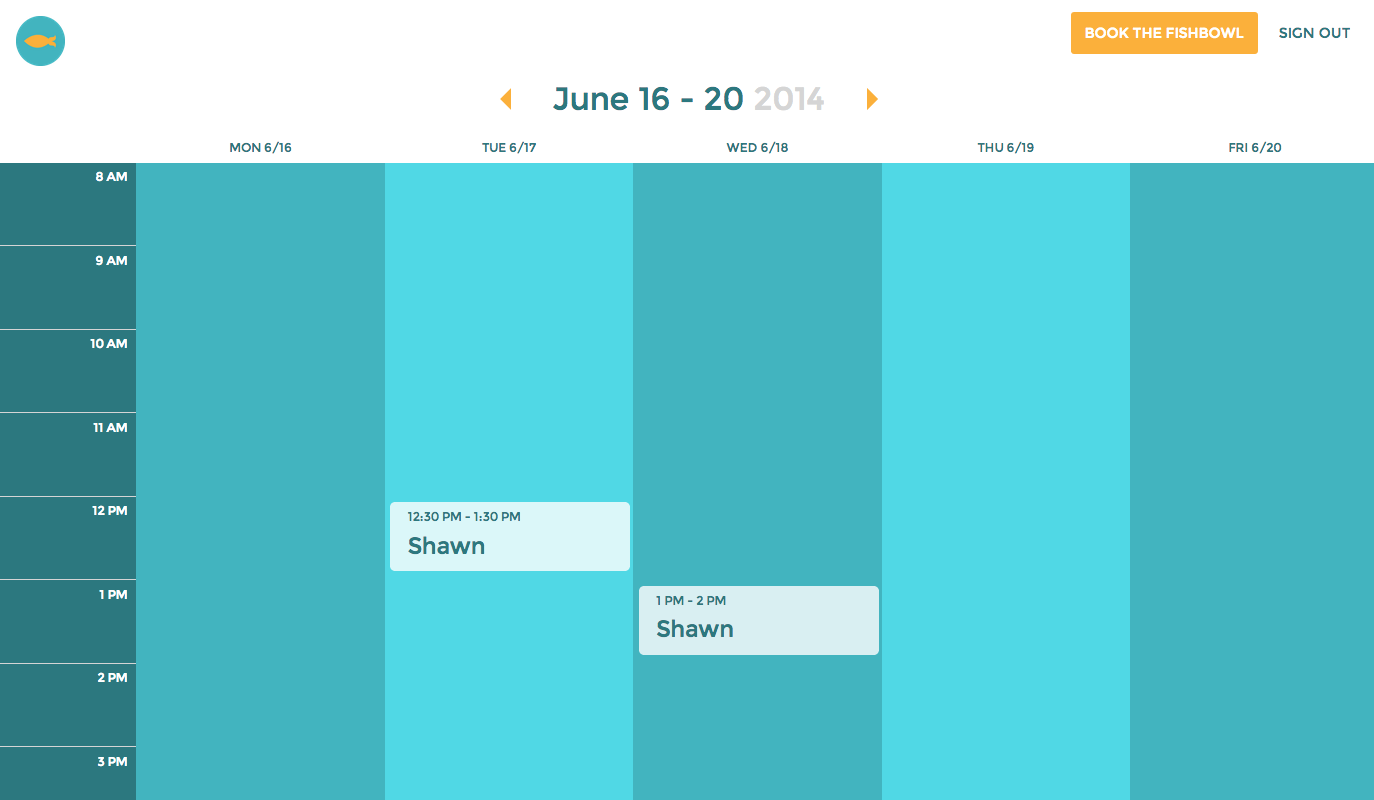 BOOK THE FISHBOWL
SIGN OUT
June 16 - 20 2014
MON 6/16
TUE 6/17
WED 6/18
THU 6/19
FRI 6/20
8 AM
9 AM
10 AM
11 AM
12 PM
12:30 PM - 1:30 PM
Shawn
1 PM
1 PM - 2 PM
Shawn
2 PM
3 PM